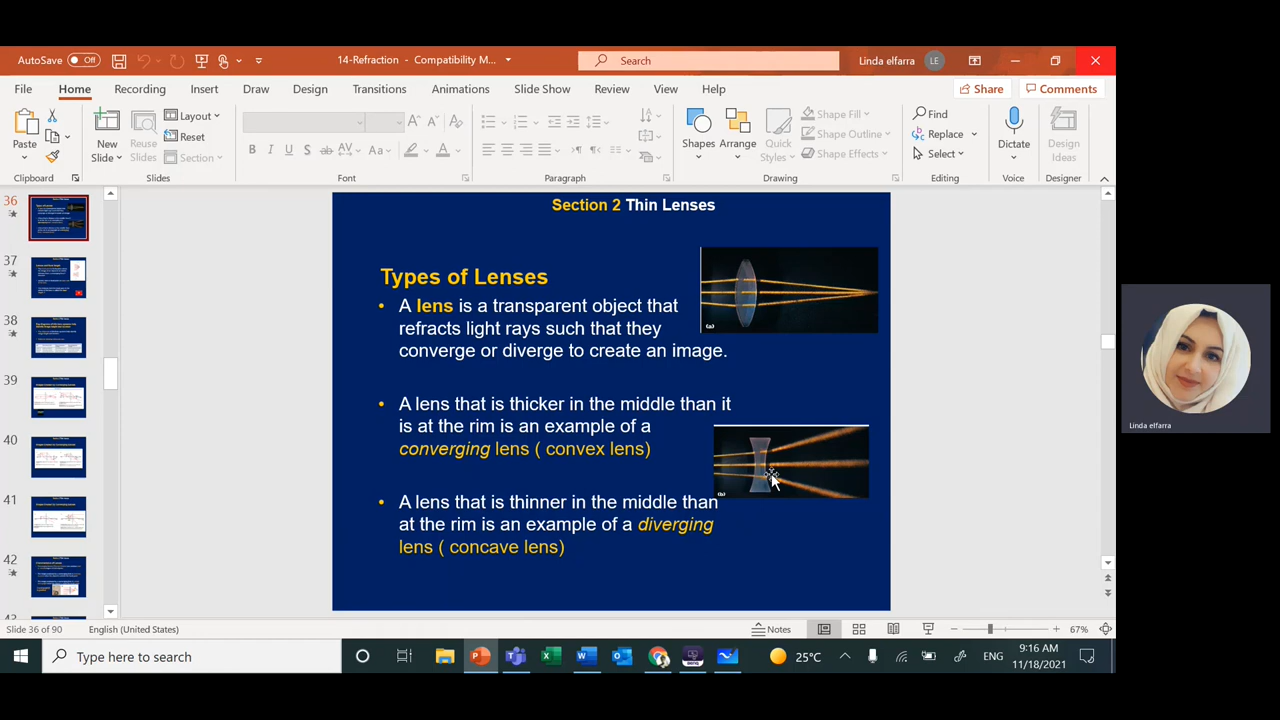 AutoSave Off
14-Refraction - Compatibility M...
Search
Linda elfarra LE
File Home Recording Insert Draw Design Transitions Animations Slide Show Review View Help
Share Comments
Paste
Clipboard
New Slide
Reuse Slides
Layout
Reset
Section
Slides
Font
Paragraph
Shapes
Arrange
Quick Styles
Shape Fill
Shape Outline
Shape Effects
Drawing
Find
Replace
Select
Editing
Dictate
Voice
Design Ideas
Designer
36
37
38
39
40
41
42
Section 2 Thin Lenses
Types of Lenses
• A lens is a transparent object that
refracts light rays such that they
converge or diverge to create an image.
(a)
• A lens that is thicker in the middle than it
is at the rim is an example of a
converging lens ( convex lens)
(b)
• A lens that is thinner in the middle than
at the rim is an example of a diverging
lens ( concave lens)
Linda elfarra
Slide 36 of 90 English (United States) Notes 67%
Type here to search
25°C ENG
9:16 AM
11/18/2021